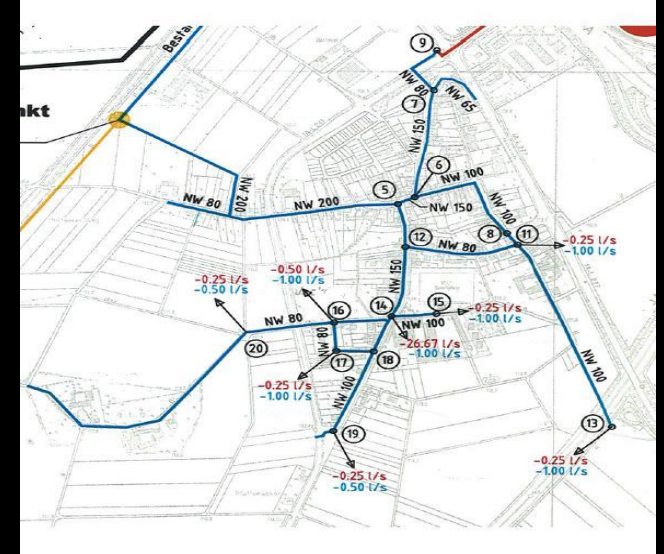 Besta
9
NW 80
7
NW 65
nkt
NW 150
NW 200
NW 80
NW 200
5
6
NW 100
NW 150
NW 100
8
11
-0.25 l/s
-1.00 l/s
12
NW 80
NW 150
-0.50 l/s
-1.00 l/s
-0.25 l/s
-0.50 l/s
16
14
15
-0.25 l/s
-1.00 l/s
NW 80
NW 100
20
NW 80
-26.67 l/s
-1.00 l/s
17
18
NW 100
-0.25 l/s
-1.00 l/s
NW 100
13
19
-0.25 l/s
-1.00 l/s
-0.25 l/s
-0.50 l/s